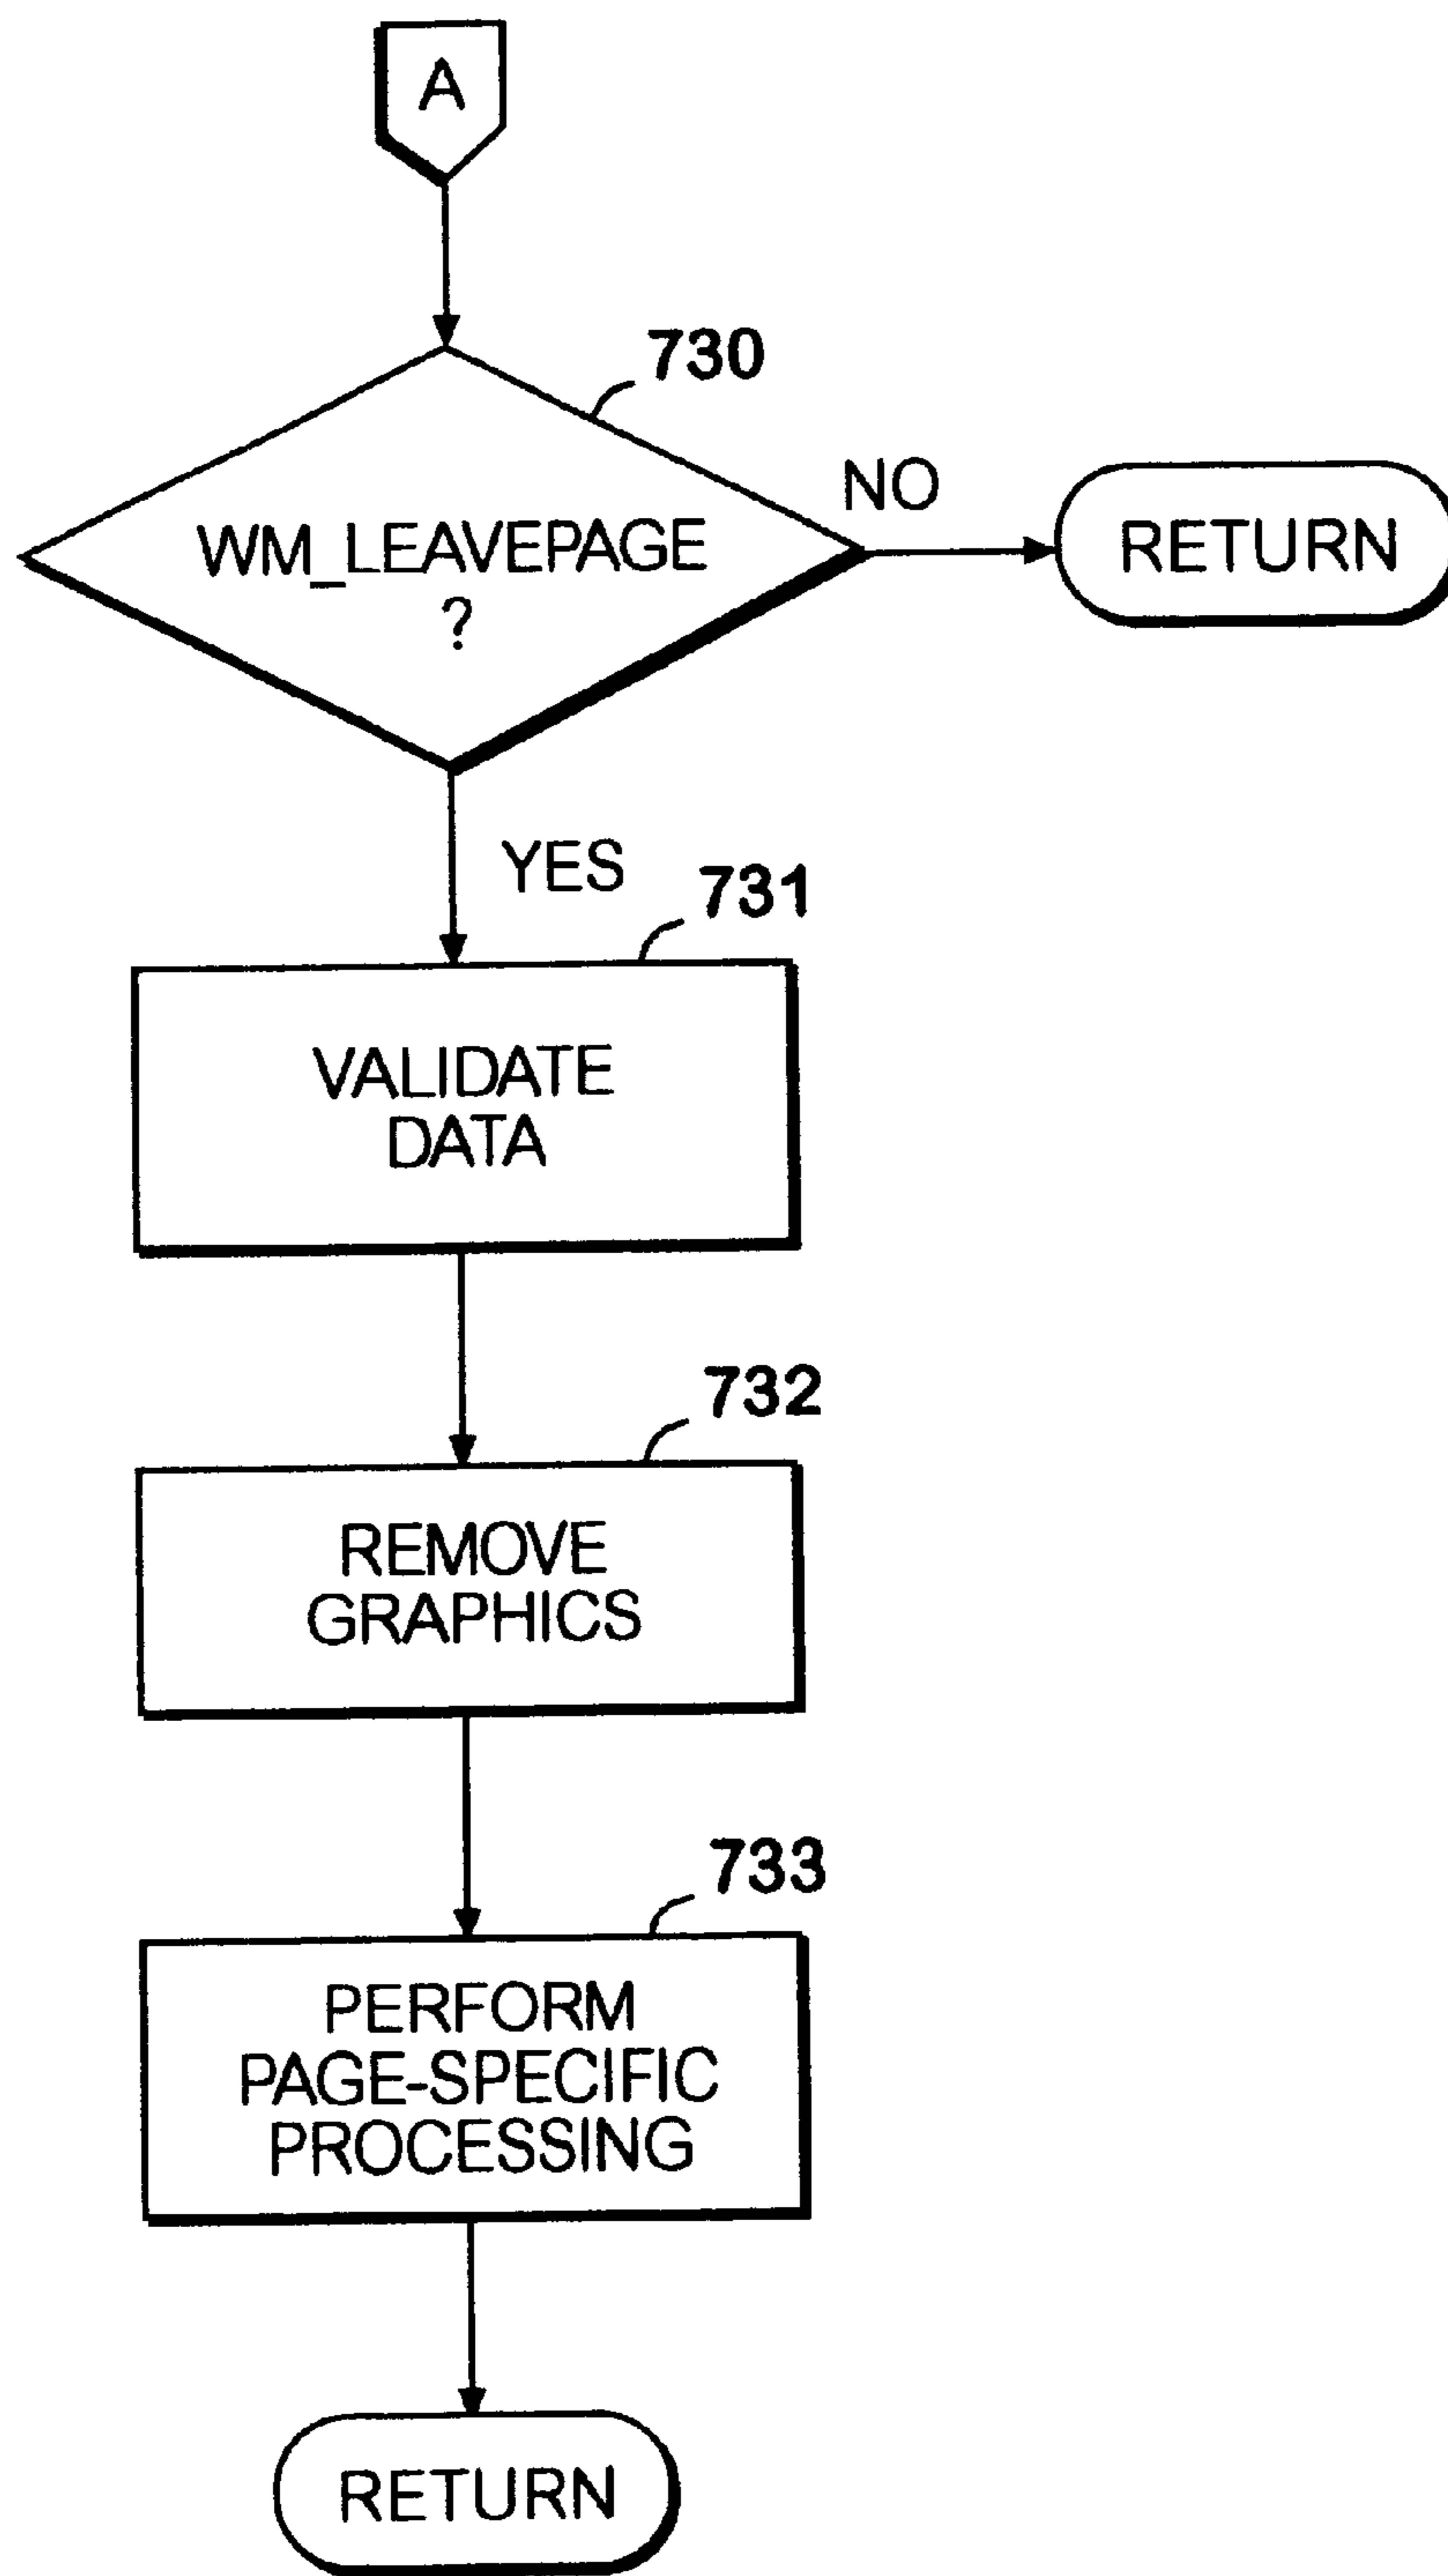 A
730
WM_LEAVEPAGE
?
NO
RETURN
YES
731
VALIDATE
DATA
732
REMOVE
GRAPHICS
733
PERFORM
PAGE-SPECIFIC
PROCESSING
RETURN